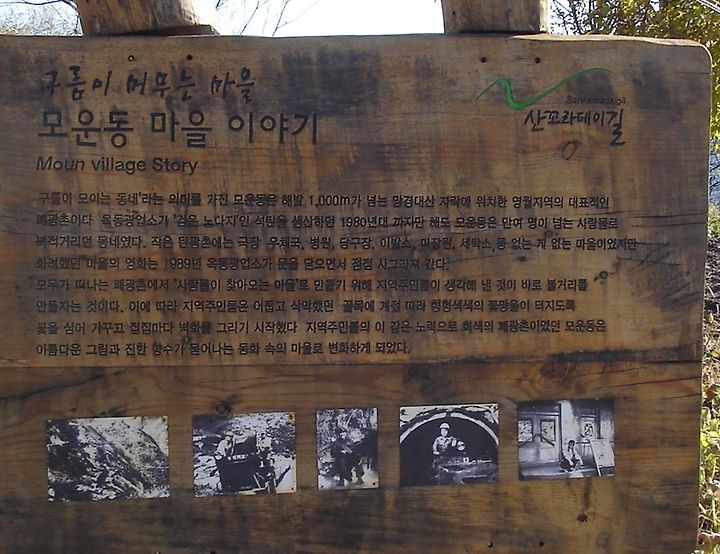 구름이 머무는 마을
모운동 마을 이야기
Moun village Story
Sankkoradaeigil
산꼬라데이길
'구름이 모이는 동네'라는 의미를 가진 모운동은 해발 1,000m가 넘는 망경대산 자락에 위치한 영월지역의 대표적인
폐광촌이다 옥동광업소가 '검은 노다지'인 석탄을 생산하던 1980년대 까지만 해도 모운동은 만여 명이 넘는 사람들로
북적거리던 동네였다. 작은 탄광촌에는 극장 우체국, 병원, 당구장, 이발소, 미장원, 세탁소 등 없는 게 없는 마을이었지만
화려했던 마을의 영화는 1989년 옥동광업소가 문을 닫으면서 점점 사그라져 갔다.
모두가 떠나는 폐광촌에서 '사람들이 찾아오는 마을'로 만들기 위해 지역주민들이 생각해 낸 것이 바로 볼거리를
만들자는 것이다. 이에 따라 지역주민들은 어둡고 삭막했던 골목에 계절 따라 형형색색의 꽃망울이 터지도록
꽃을 심어 가꾸고 집집마다 벽화를 그리기 시작했다 지역주민들의 이 같은 노력으로 회색의 폐광촌이었던 모운동은
아름다운 그림과 진한 향수가 묻어나는 동화 속의 마을로 변화하게 되었다.